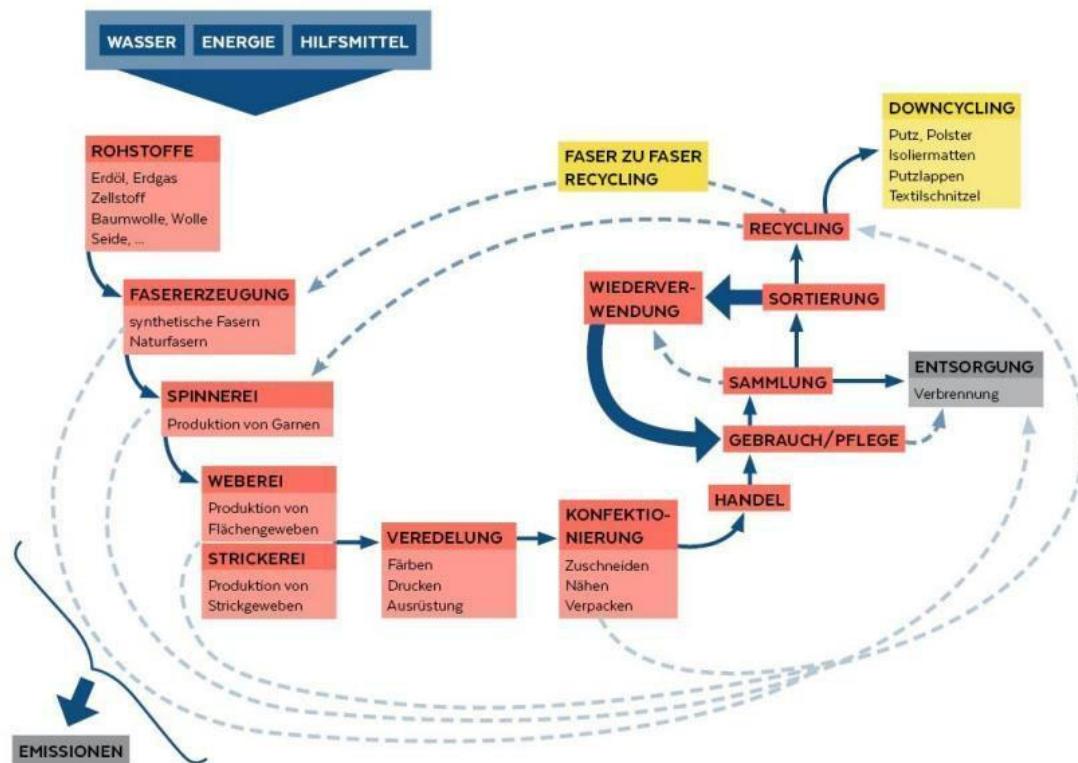 WASSER ENERGIE HILFSMITTEL
ROHSTOFFE
Erdöl, Erdgas
Zellstoff
Baumwolle, Wolle
Seide, ...
FASERERZEUGUNG
synthetische Fasern
Naturfasern
SPINNEREI
Produktion von Garnen
WEBEREI
Produktion von
Flächengeweben
STRICKEREI
Produktion von
Strickgeweben
VEREDELUNG
Färben
Drucken
Ausrüstung
KONFEKTIO-
NIERUNG
Zuschneiden
Nähen
Verpacken
HANDEL
GEBRAUCH/PFLEGE
SAMMLUNG
SORTIERUNG
WIEDERVER-
WENDUNG
RECYCLING
FASER ZU FASER
RECYCLING
DOWNCYCLING
Putz, Polster
Isoliermatten
Putzlappen
Textilschnitzel
ENTSORGUNG
Verbrennung
EMISSIONEN